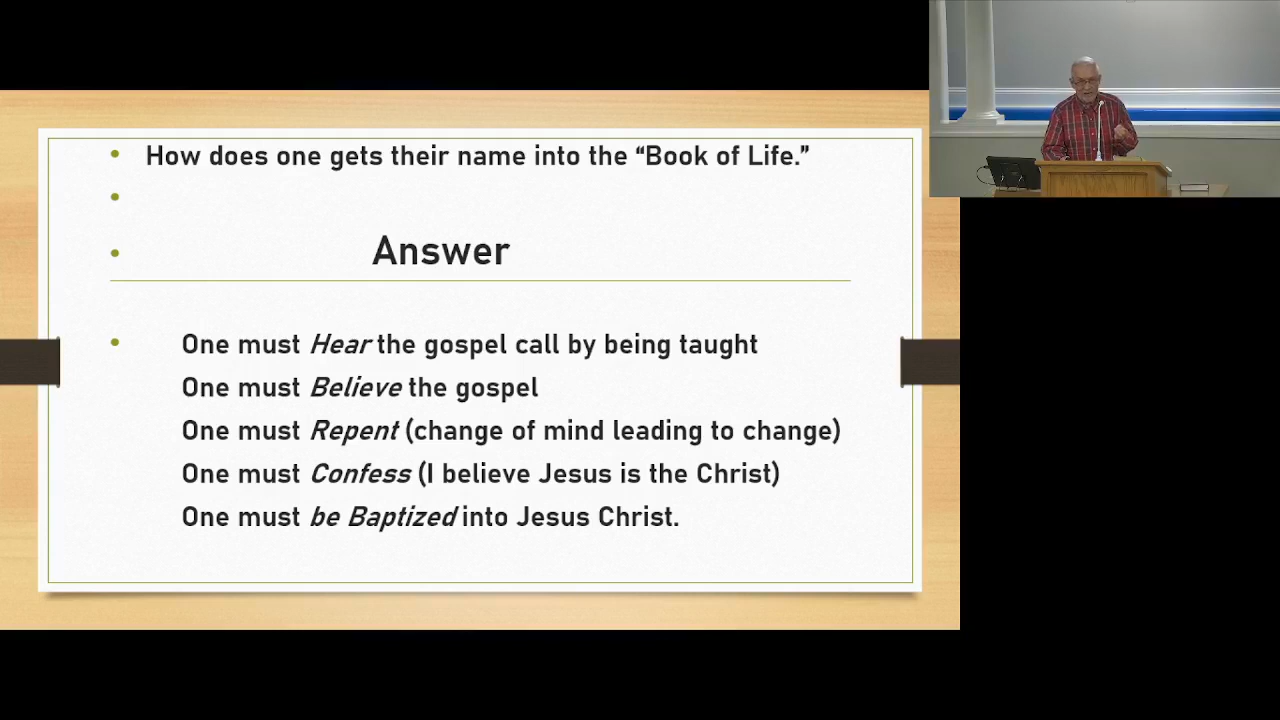 How does one gets their name into the “Book of Life.”
Answer
One must Hear the gospel call by being taught
One must Believe the gospel
One must Repent (change of mind leading to change)
One must Confess (I believe Jesus is the Christ)
One must be Baptized into Jesus Christ.